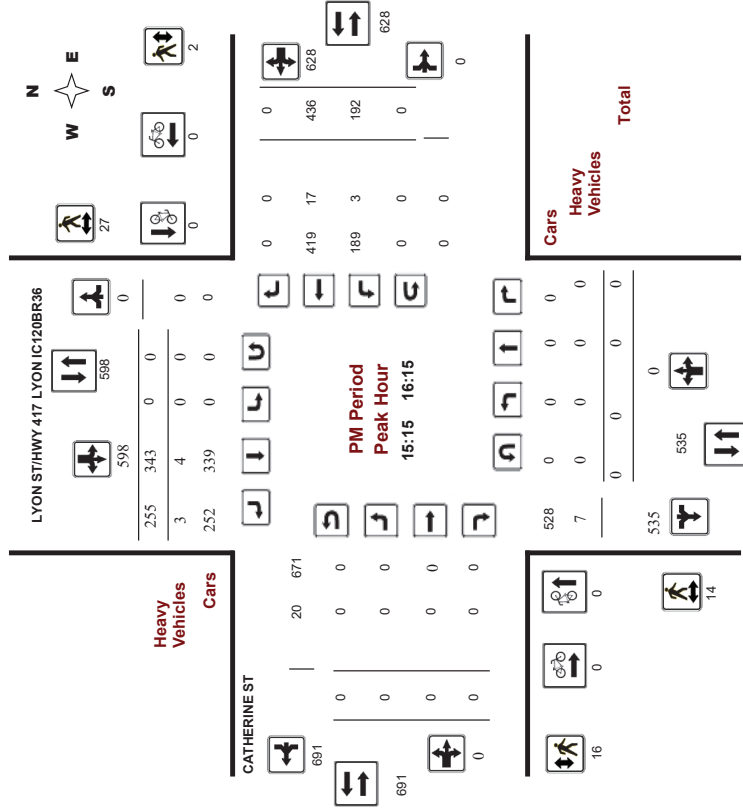 N
W E
S
2
27
0
0
628
628
0
LYON ST/HWY 417 LYON IC120BR36
598
598
0
255 343 0 0
3 4 0 0 0
252 339 0 0 0
Heavy
Vehicles
Cars
0 0 0
419 17 436
189 3 192
0 0 0
0
PM Period
Peak Hour
15:15 16:15
CATHERINE ST
20 671
0 0 0
0 0 0
0 0 0
0 0 0
691
691
0
Cars
Heavy
Vehicles
Total
528 0 0 0 0
7 0 0 0 0
0 0 0 0
535
535
0
0
0
14
16